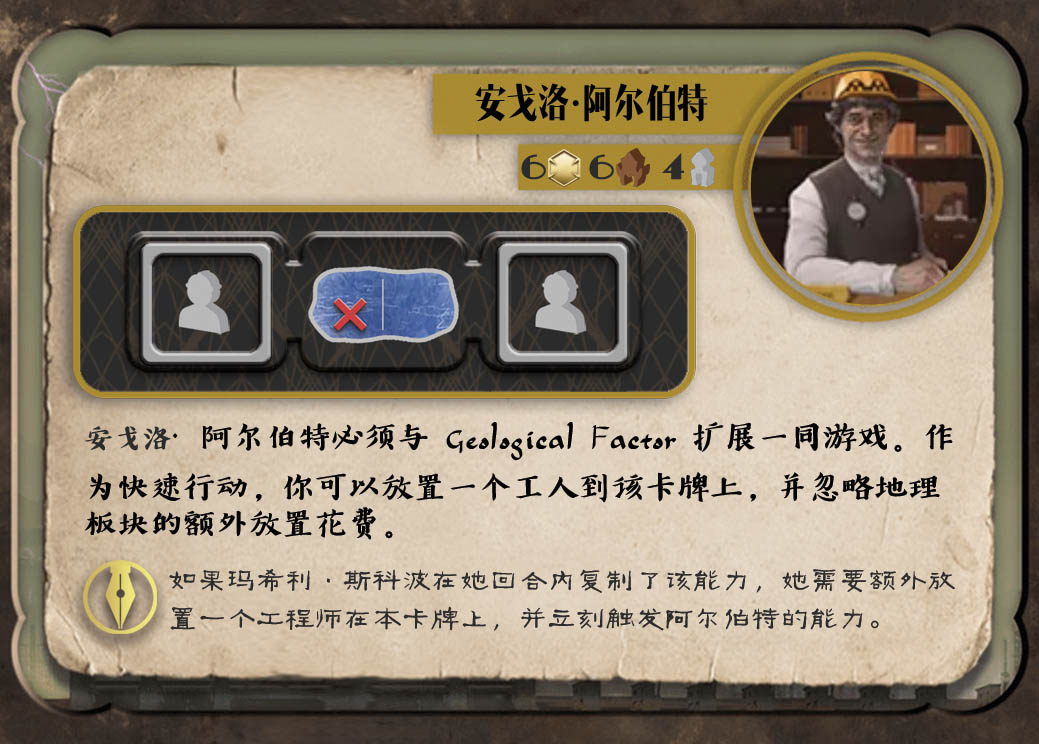 安戈洛·阿尔伯特
6 6 4
安戈洛· 阿尔伯特必须与 Geological Factor 扩展一同游戏。作
为快速行动，你可以放置一个工人到该卡牌上，并忽略地理
板块的额外放置花费。
如果玛希利·斯科波在她回合内复制了该能力，她需要额外放
置一个工程师在本卡牌上，并立刻触发阿尔伯特的能力。